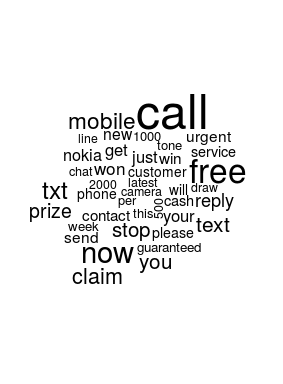 call
mobile
new 1000 urgent
line tone
nokia get just win service
chat won customer free
2000 latest
txt phone camera will draw
per cash reply
prize contact this 500 your
week stop please text
send
now guaranteed
you
claim